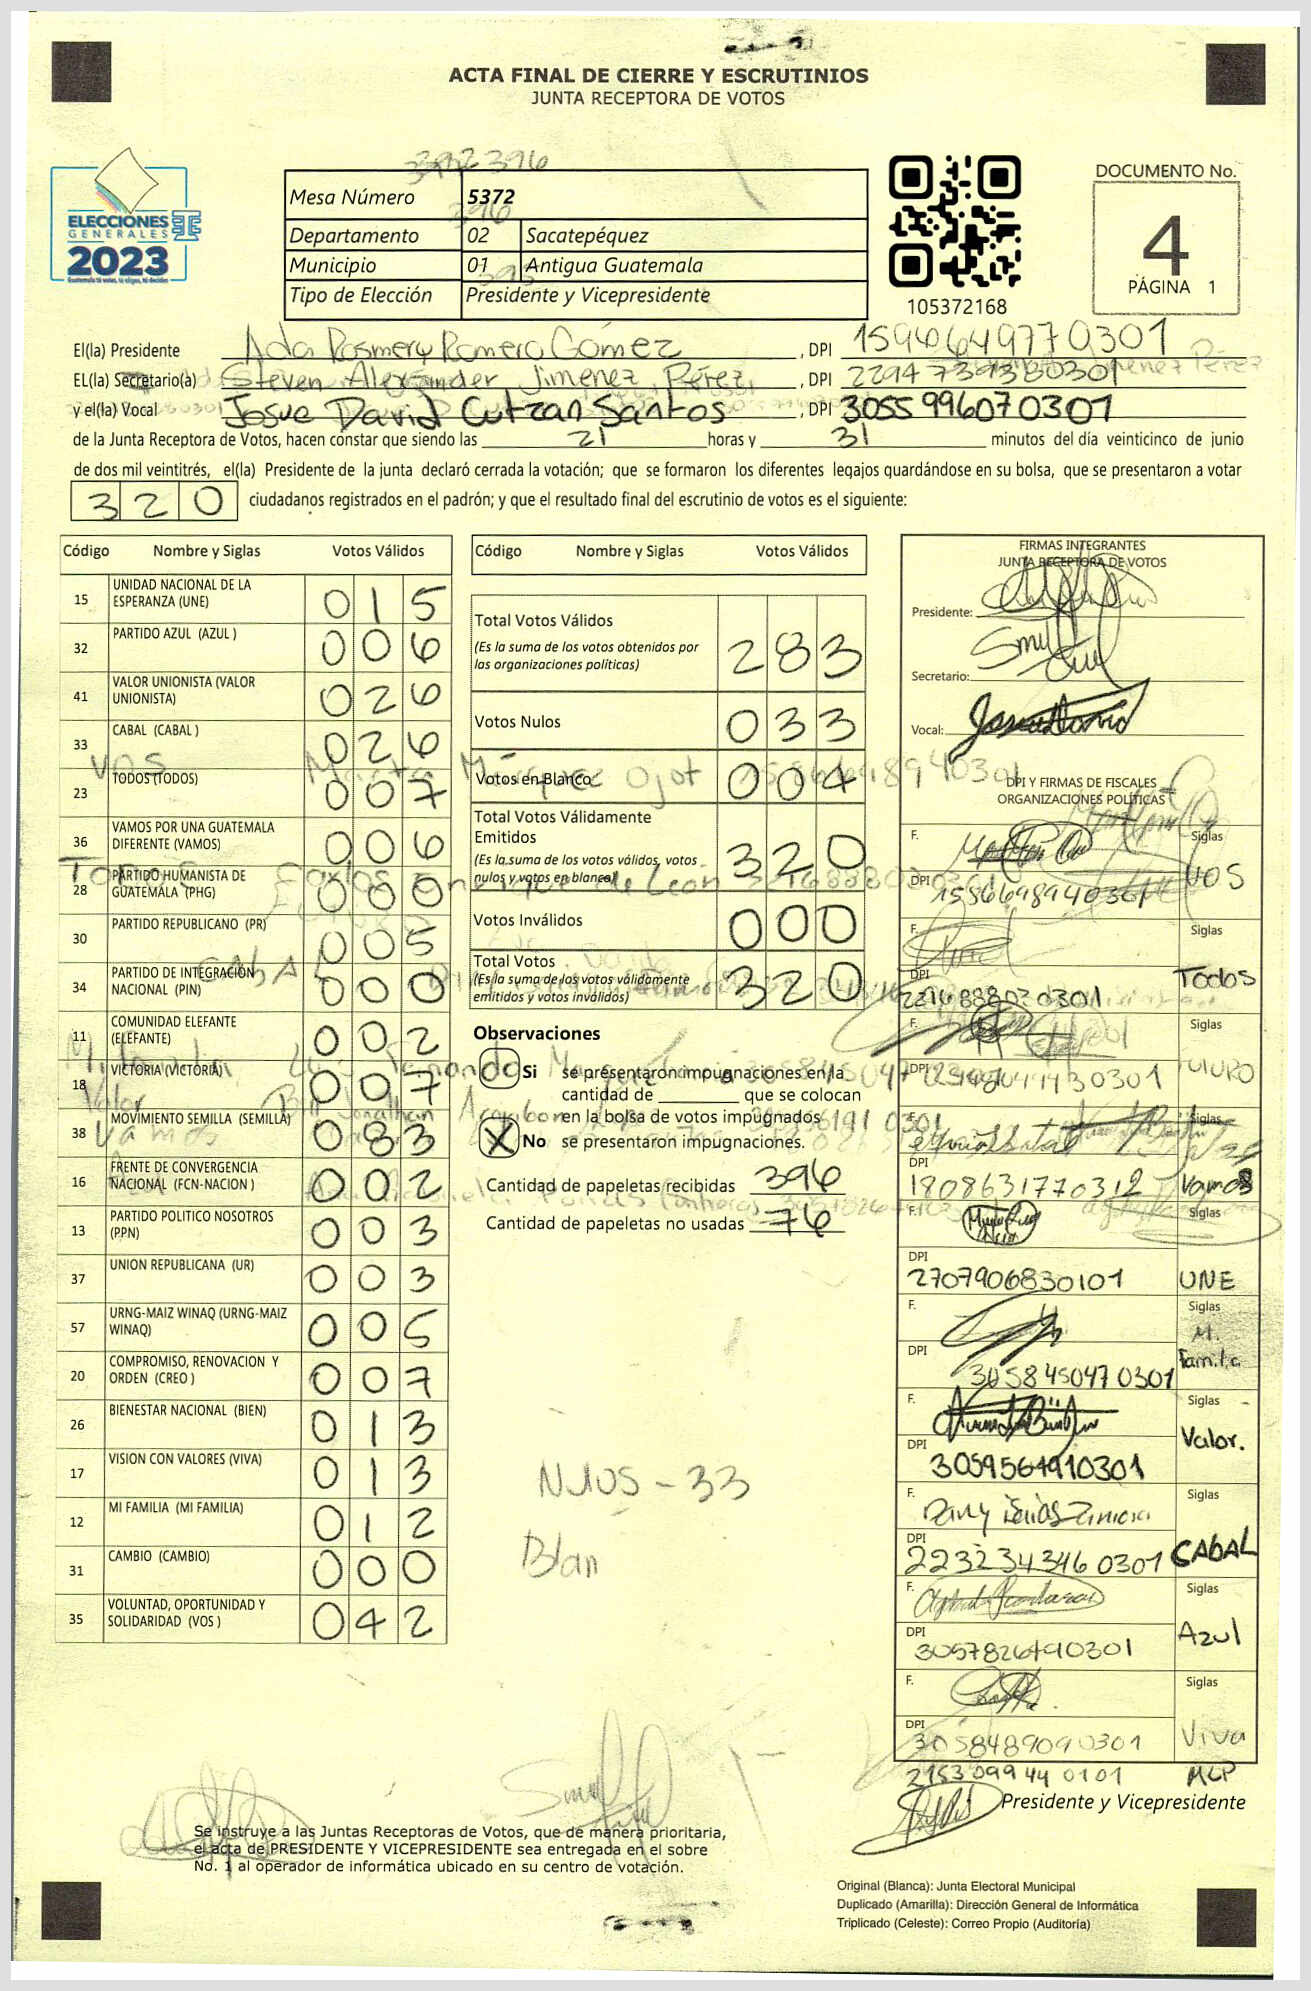 ACTA FINAL DE CIERRE Y ESCRUTINIOS
JUNTA RECEPTORA DE VOTOS
396
ELECCIONES
GENERALES
2023
Mesa Número 5372
Departamento 02 Sacatepéquez
Municipio 01 Antigua Guatemala
Tipo de Elección Presidente y Vicepresidente
105372168
DOCUMENTO No.
4
PÁGINA 1
El(la) Presidente Ada Rosmery Romero Gómez , DPI 1594649770301
EL(la) Secretario(a) Steven Alexander Jimenez Pérez , DPI 2294739380301
y el(la) Vocal Josue David Cutzan Santos , DPI 3055996070301
de la Junta Receptora de Votos, hacen constar que siendo las 21 horas y 31 minutos del día veinticinco de junio
de dos mil veintitrés, el(la) Presidente de la junta declaró cerrada la votación; que se formaron los diferentes legajos quardándose en su bolsa, que se presentaron a votar
320 ciudadanos registrados en el padrón; y que el resultado final del escrutinio de votos es el siguiente:
Código Nombre y Siglas Votos Válidos
15 UNIDAD NACIONAL DE LA ESPERANZA (UNE) 015
32 PARTIDO AZUL (AZUL ) 006
41 VALOR UNIONISTA (VALOR UNIONISTA) 026
33 CABAL (CABAL ) 026
23 TODOS (TODOS) 007
36 VAMOS POR UNA GUATEMALA DIFERENTE (VAMOS) 006
28 PARTIDO HUMANISTA DE GUATEMALA (PHG) 000
30 PARTIDO REPUBLICANO (PR) 005
34 PARTIDO DE INTEGRACIÓN NACIONAL (PIN) 000
11 COMUNIDAD ELEFANTE (ELEFANTE) 002
18 VICTORIA (VICTORIA) 007
38 MOVIMIENTO SEMILLA (SEMILLA) 083
16 FRENTE DE CONVERGENCIA NACIONAL (FCN-NACION ) 002
13 PARTIDO POLITICO NOSOTROS (PPN) 003
37 UNION REPUBLICANA (UR) 003
57 URNG-MAIZ WINAQ (URNG-MAIZ WINAQ) 005
20 COMPROMISO, RENOVACION Y ORDEN (CREO ) 007
26 BIENESTAR NACIONAL (BIEN) 013
17 VISION CON VALORES (VIVA) 013
12 MI FAMILIA (MI FAMILIA) 012
31 CAMBIO (CAMBIO) 000
35 VOLUNTAD, OPORTUNIDAD Y SOLIDARIDAD (VOS ) 042
Código Nombre y Siglas Votos Válidos
Total Votos Válidos 283
(Es la suma de los votos obtenidos por
las organizaciones políticas)
Votos Nulos 033
Votos en Blanco 004
Total Votos Válidamente
Emitidos 320
(Es la suma de los votos válidos, votos
nulos y votos en blanco)
Votos Inválidos 000
Total Votos 320
(Es la suma de los votos válidamente
emitidos y votos inválidos)
Observaciones
Si se presentaron impugnaciones en la
cantidad de ________ que se colocan
en la bolsa de votos impugnados
X No se presentaron impugnaciones.
Cantidad de papeletas recibidas 396
Cantidad de papeletas no usadas 76
Nulos - 33
Blan
FIRMAS INTEGRANTES
JUNTA RECEPTORA DE VOTOS
Presidente:
Secretario:
Vocal:
DPI Y FIRMAS DE FISCALES
ORGANIZACIONES POLÍTICAS
F. Siglas
DPI 1586698940301 VOS
F. Siglas
DPI 2216888020301 Todos
F. Siglas
DPI FUTURO
F. Siglas
DPI 1808631770312 Vamos
F. Siglas
DPI 2707906830101 UNE
F. Siglas
DPI 3058450470301 M. Familia
F. Siglas
DPI 3059564910301 Valor.
F. Siglas
DPI 2232343460301 CABAL
F. Siglas
DPI 3057826490301 Azul
F. Siglas
DPI 3058489090301 Viva
2153099440101 MLP
Presidente y Vicepresidente
Se instruye a las Juntas Receptoras de Votos, que de manera prioritaria,
el acta de PRESIDENTE Y VICEPRESIDENTE sea entregada en el sobre
No. 1 al operador de informática ubicado en su centro de votación.
Original (Blanca): Junta Electoral Municipal
Duplicado (Amarilla): Dirección General de Informática
Triplicado (Celeste): Correo Propio (Auditoría)